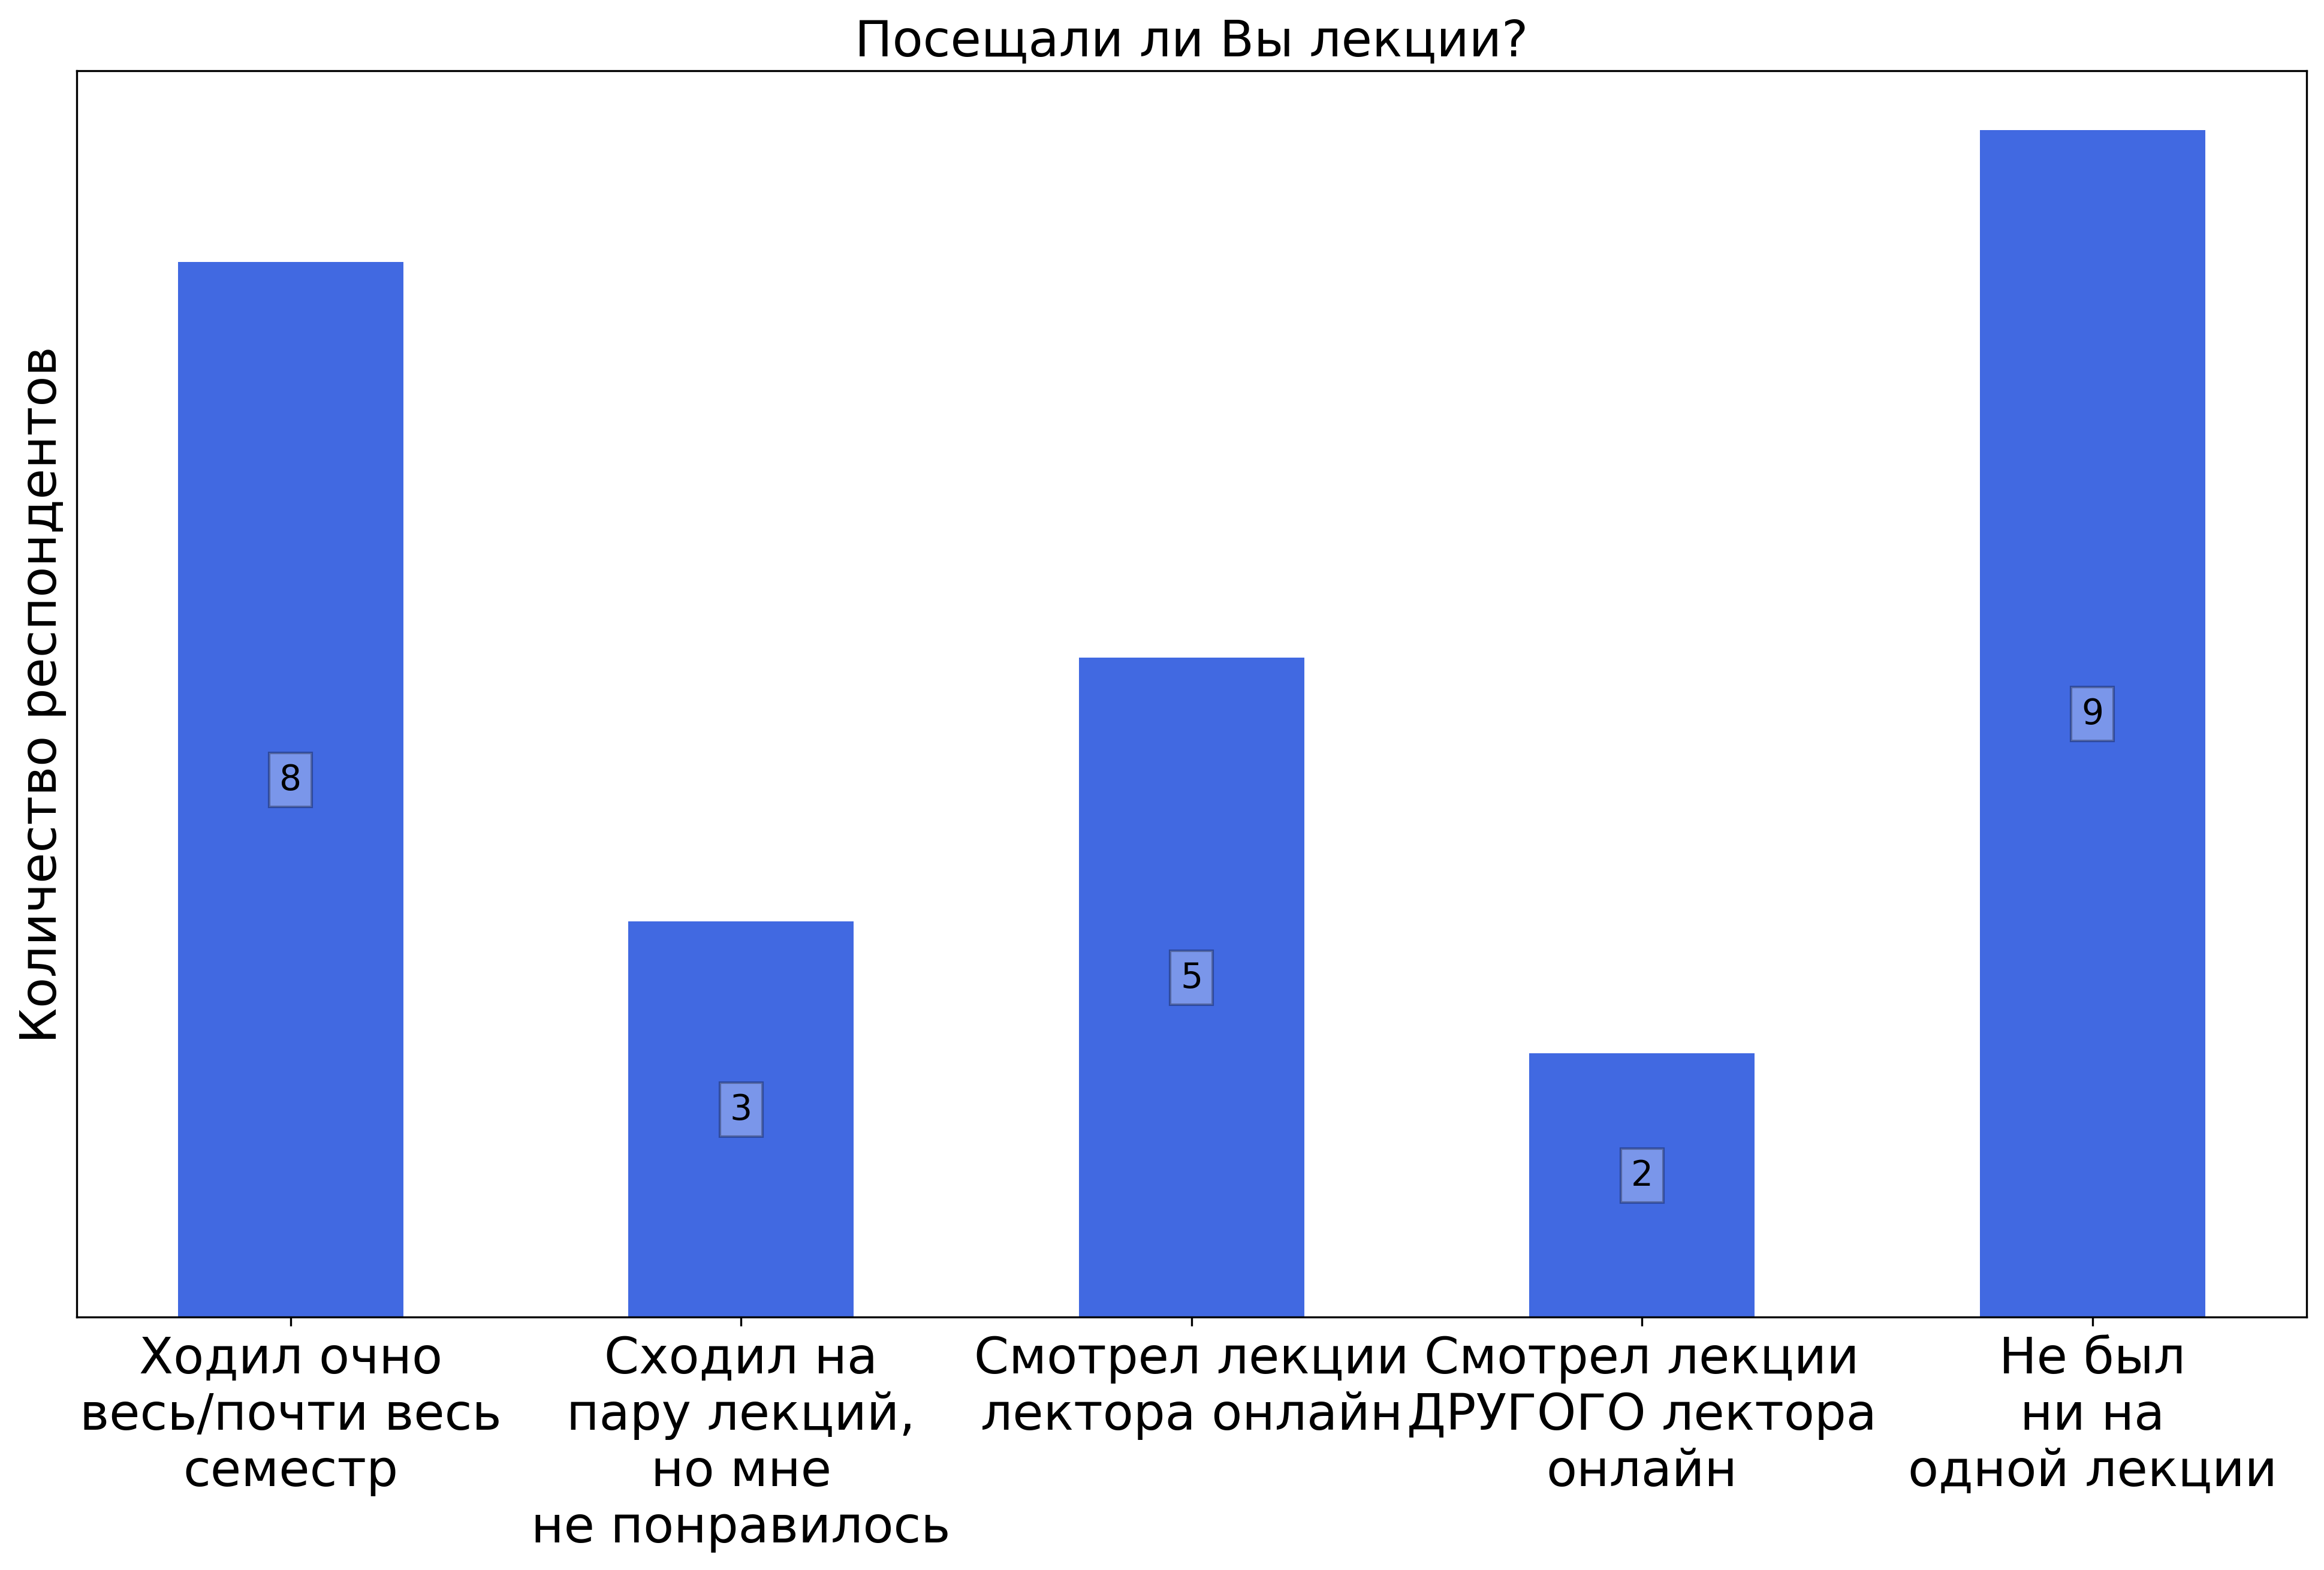 Посещали ли Вы лекции?
Количество респондентов
8
3
5
2
9
Ходил очно
весь/почти весь
семестр
Сходил на
пару лекций,
но мне
не понравилось
Смотрел лекции
лектора онлайн
Смотрел лекции
ДРУГОГО лектора
онлайн
Не был
ни на
одной лекции